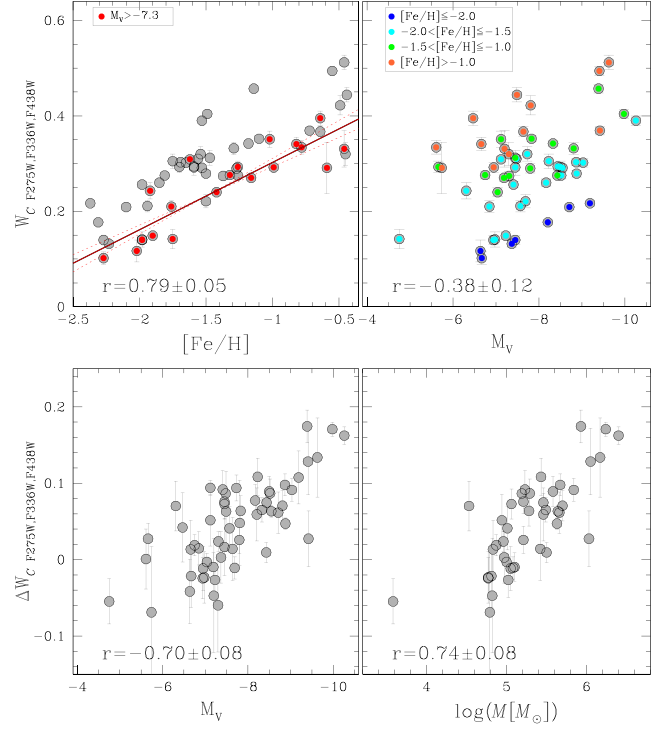 M_V>−7.3
[Fe/H]≤−2.0
−2.0<[Fe/H]≤−1.5
−1.5<[Fe/H]≤−1.0
[Fe/H]>−1.0
0.6
0.4
0.2
0
W_C F275W,F336W,F438W
r=0.79±0.05
r=−0.38±0.12
−2.5 −2 −1.5 −1 −0.5
−4 −6 −8 −10
[Fe/H]
M_V
0.2
0.1
0
−0.1
ΔW_C F275W,F336W,F438W
r=−0.70±0.08
r=0.74±0.08
−4 −5 −6 −7 −8 −9 −10
4 5 6
M_V
log(M[M_⊙])